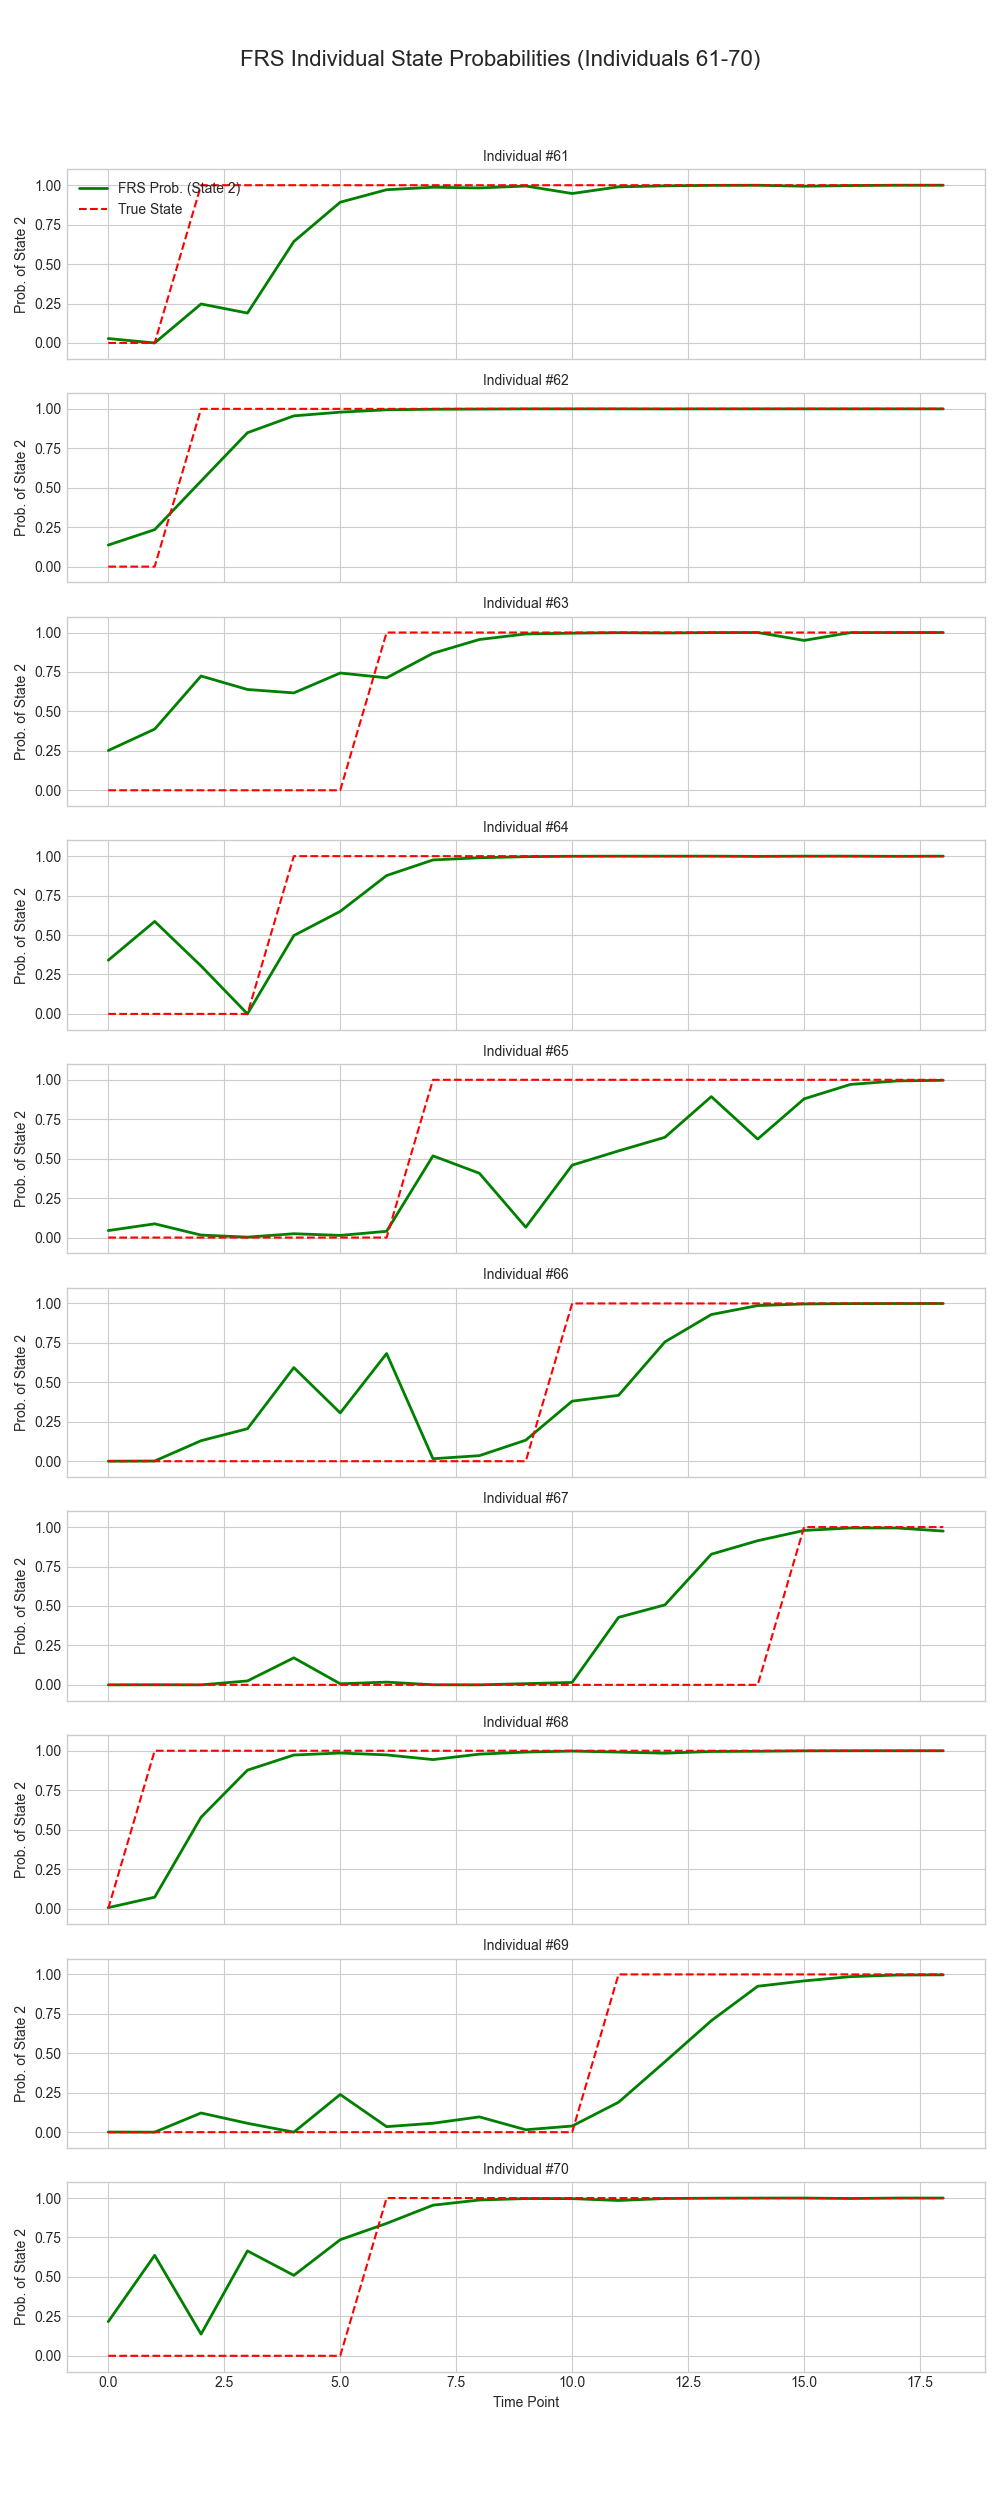 FRS Individual State Probabilities (Individuals 61-70)
Individual #61
FRS Prob. (State 2)
True State
Prob. of State 2
1.00
0.75
0.50
0.25
0.00
Individual #62
Prob. of State 2
1.00
0.75
0.50
0.25
0.00
Individual #63
Prob. of State 2
1.00
0.75
0.50
0.25
0.00
Individual #64
Prob. of State 2
1.00
0.75
0.50
0.25
0.00
Individual #65
Prob. of State 2
1.00
0.75
0.50
0.25
0.00
Individual #66
Prob. of State 2
1.00
0.75
0.50
0.25
0.00
Individual #67
Prob. of State 2
1.00
0.75
0.50
0.25
0.00
Individual #68
Prob. of State 2
1.00
0.75
0.50
0.25
0.00
Individual #69
Prob. of State 2
1.00
0.75
0.50
0.25
0.00
Individual #70
Prob. of State 2
1.00
0.75
0.50
0.25
0.00
0.0 2.5 5.0 7.5 10.0 12.5 15.0 17.5
Time Point